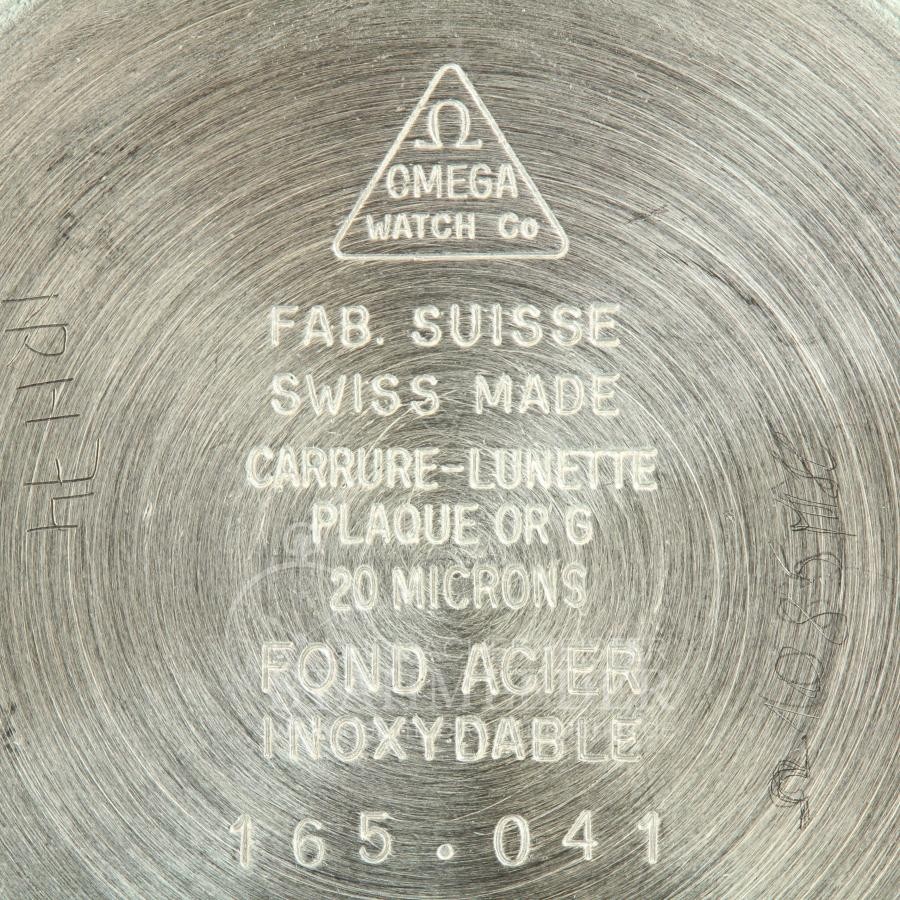 Ω
OMEGA
WATCH Co
FAB. SUISSE
SWISS MADE
CARRURE-LUNETTE
PLAQUE OR G
20 MICRONS
FOND ACIER
INOXYDABLE
165.041